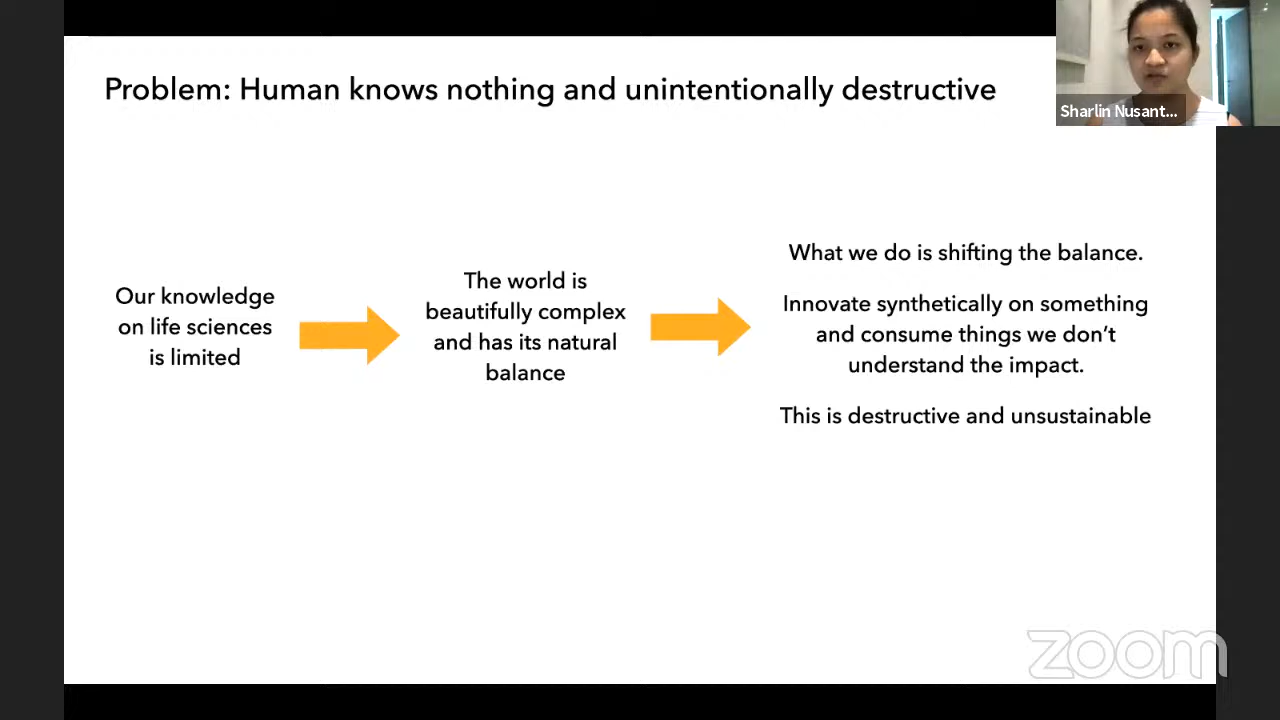 Problem: Human knows nothing and unintentionally destructive
Sharlin Nusant...
Our knowledge
on life sciences
is limited
The world is
beautifully complex
and has its natural
balance
What we do is shifting the balance.
Innovate synthetically on something
and consume things we don't
understand the impact.
This is destructive and unsustainable
zoom